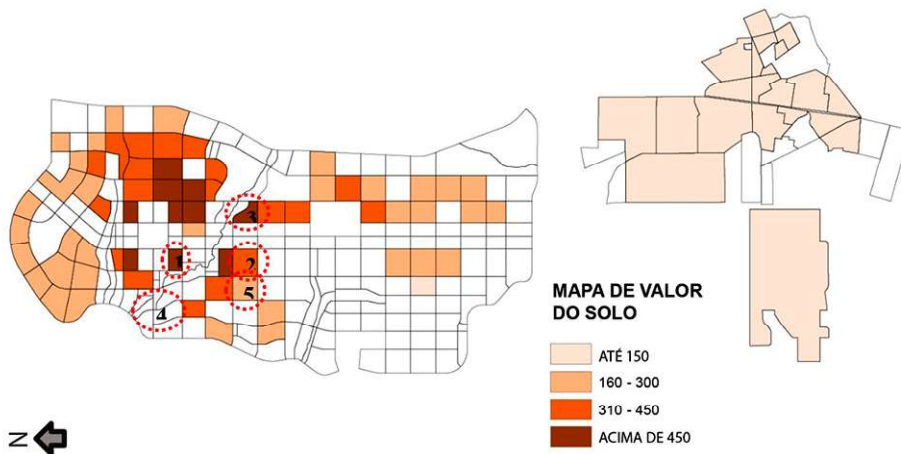 3
1
2
5
4
MAPA DE VALOR
DO SOLO
ATÉ 150
160 - 300
310 - 450
ACIMA DE 450
N